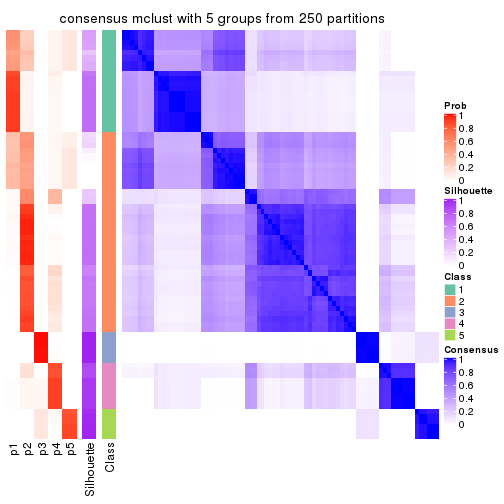 consensus mclust with 5 groups from 250 partitions
Prob
1
0.8
0.6
0.4
0.2
0
Silhouette
1
0.8
0.6
0.4
0.2
0
Class
1
2
3
4
5
Consensus
1
0.8
0.6
0.4
0.2
0
p1
p2
p3
p4
p5
Silhouette
Class